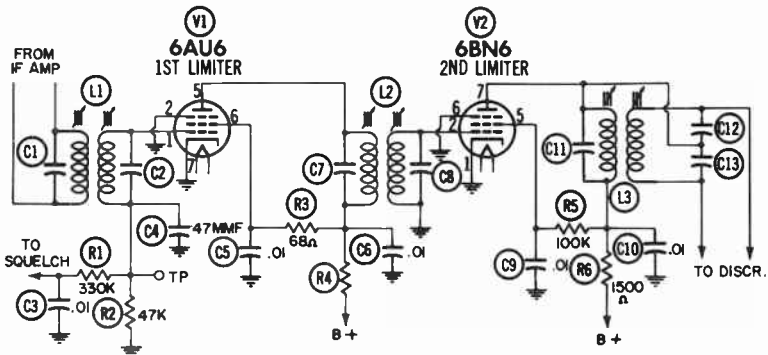 V1
6AU6
1ST LIMITER
V2
6BN6
2ND LIMITER
FROM
IF AMP
L1
L2
L3
C1
C2
C4
47MMF
2
1
5
6
7
C7
C8
R3
68Ω
C5
.01
C6
.01
R4
B+
6
2
7
5
1
C11
C12
C13
R5
100K
C9
.01
C10
.01
R6
1500
Ω
B+
TO DISCR.
TO
SQUELCH
R1
330K
TP
C3
.01
R2
47K